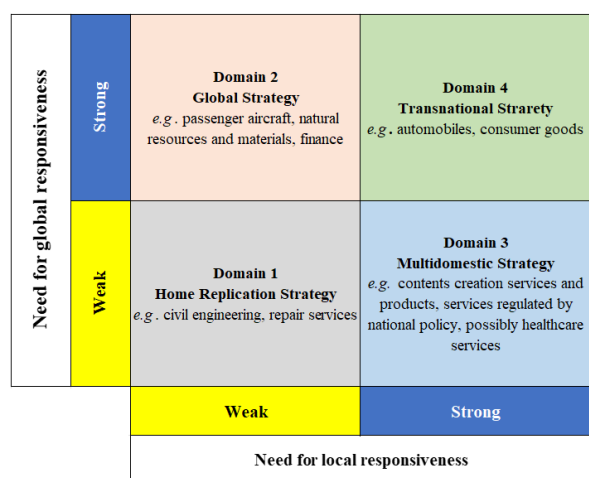 Need for global responsiveness
Strong
Domain 2
Global Strategy
e.g. passenger aircraft, natural
resources and materials, finance
Domain 4
Transnational Strarety
e.g. automobiles, consumer goods
Weak
Domain 1
Home Replication Strategy
e.g. civil engineering, repair services
Domain 3
Multidomestic Strategy
e.g. contents creation services and
products, services regulated by
national policy, possibly healthcare
services
Weak
Strong
Need for local responsiveness